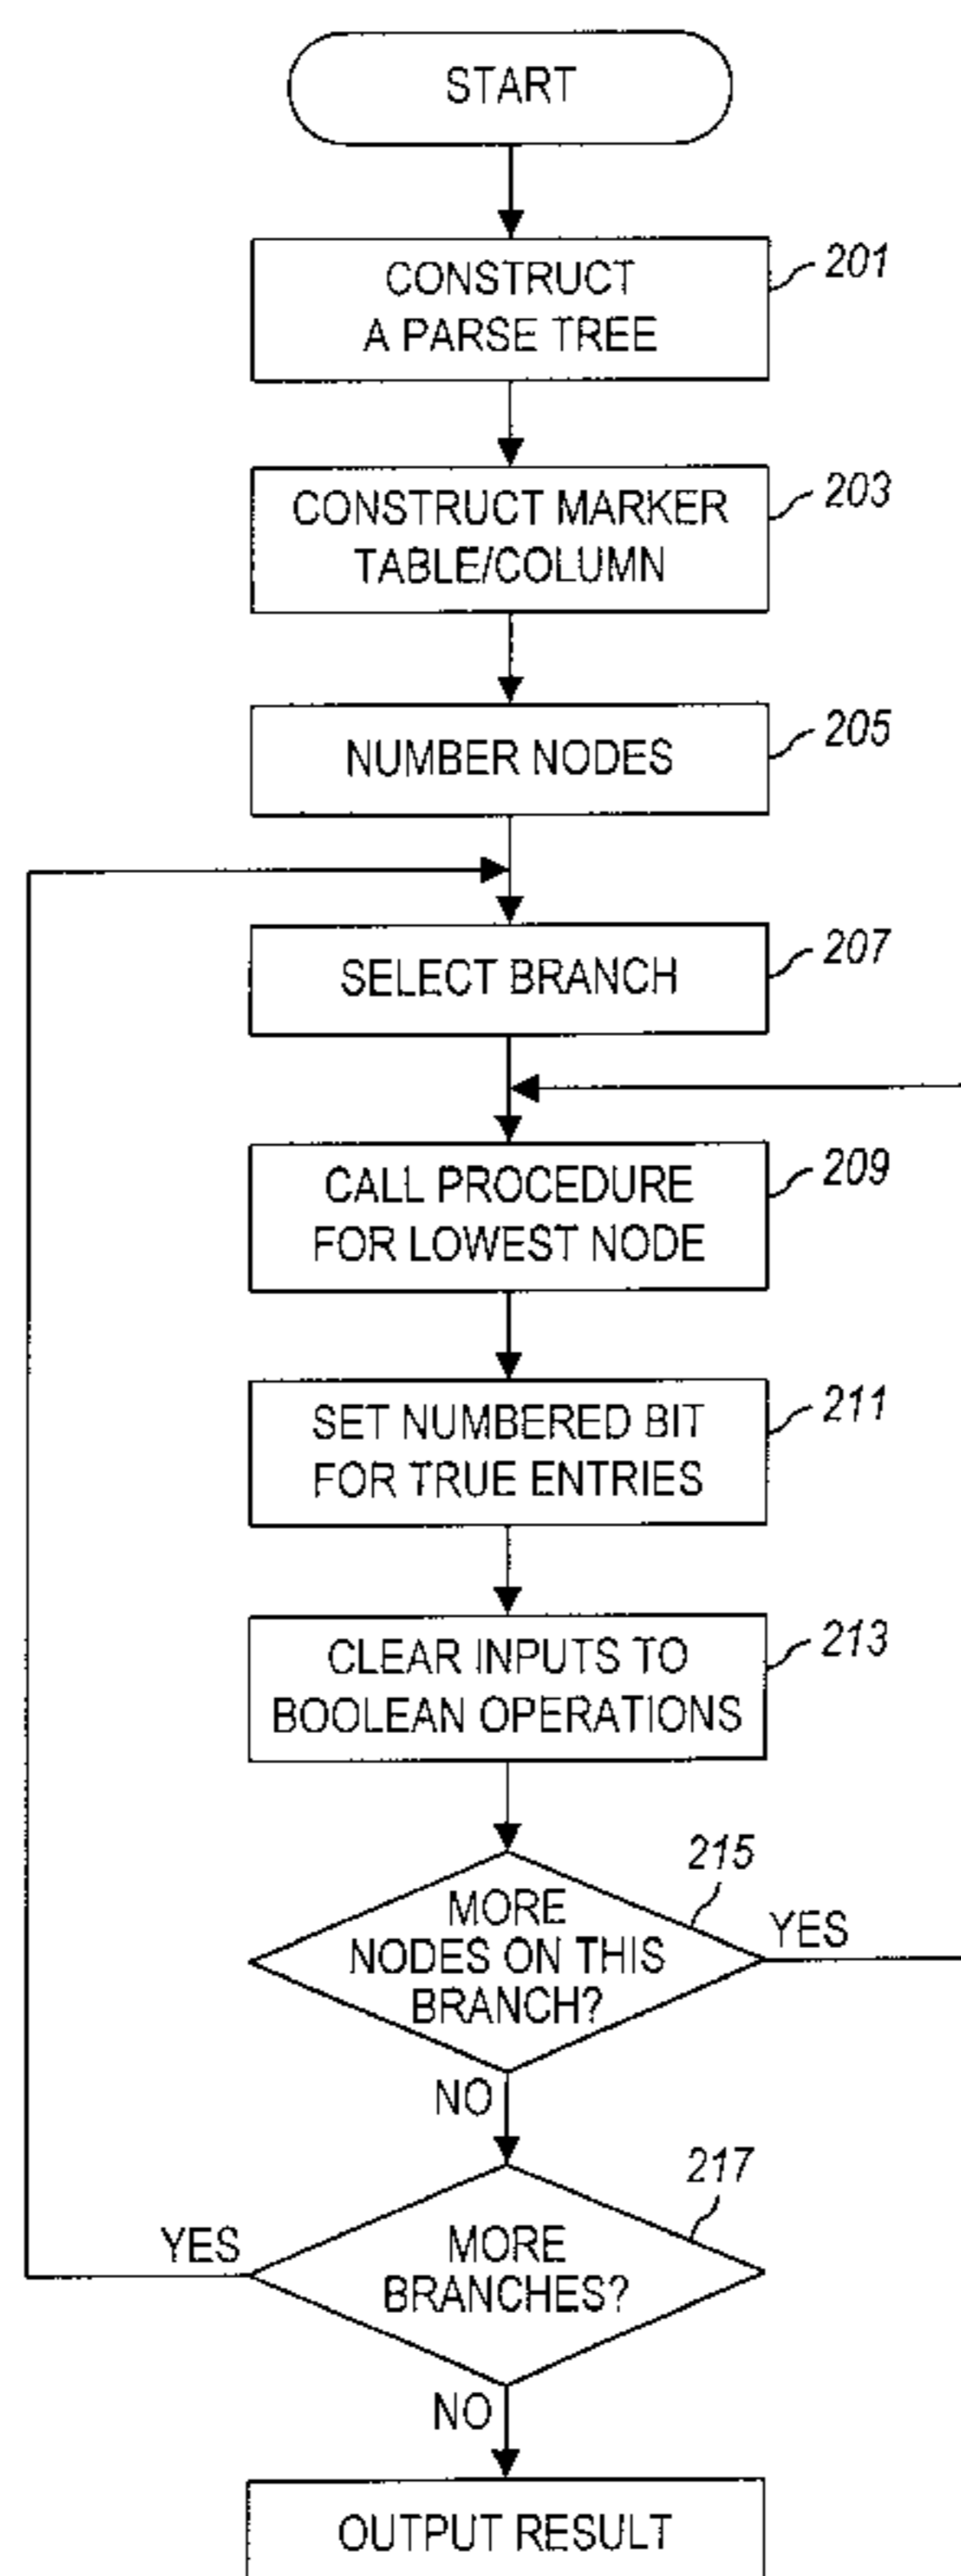 START
CONSTRUCT
A PARSE TREE
201
CONSTRUCT MARKER
TABLE/COLUMN
203
NUMBER NODES
205
SELECT BRANCH
207
CALL PROCEDURE
FOR LOWEST NODE
209
SET NUMBERED BIT
FOR TRUE ENTRIES
211
CLEAR INPUTS TO
BOOLEAN OPERATIONS
213
MORE
NODES ON THIS
BRANCH?
215
YES
NO
MORE
BRANCHES?
217
YES
NO
OUTPUT RESULT